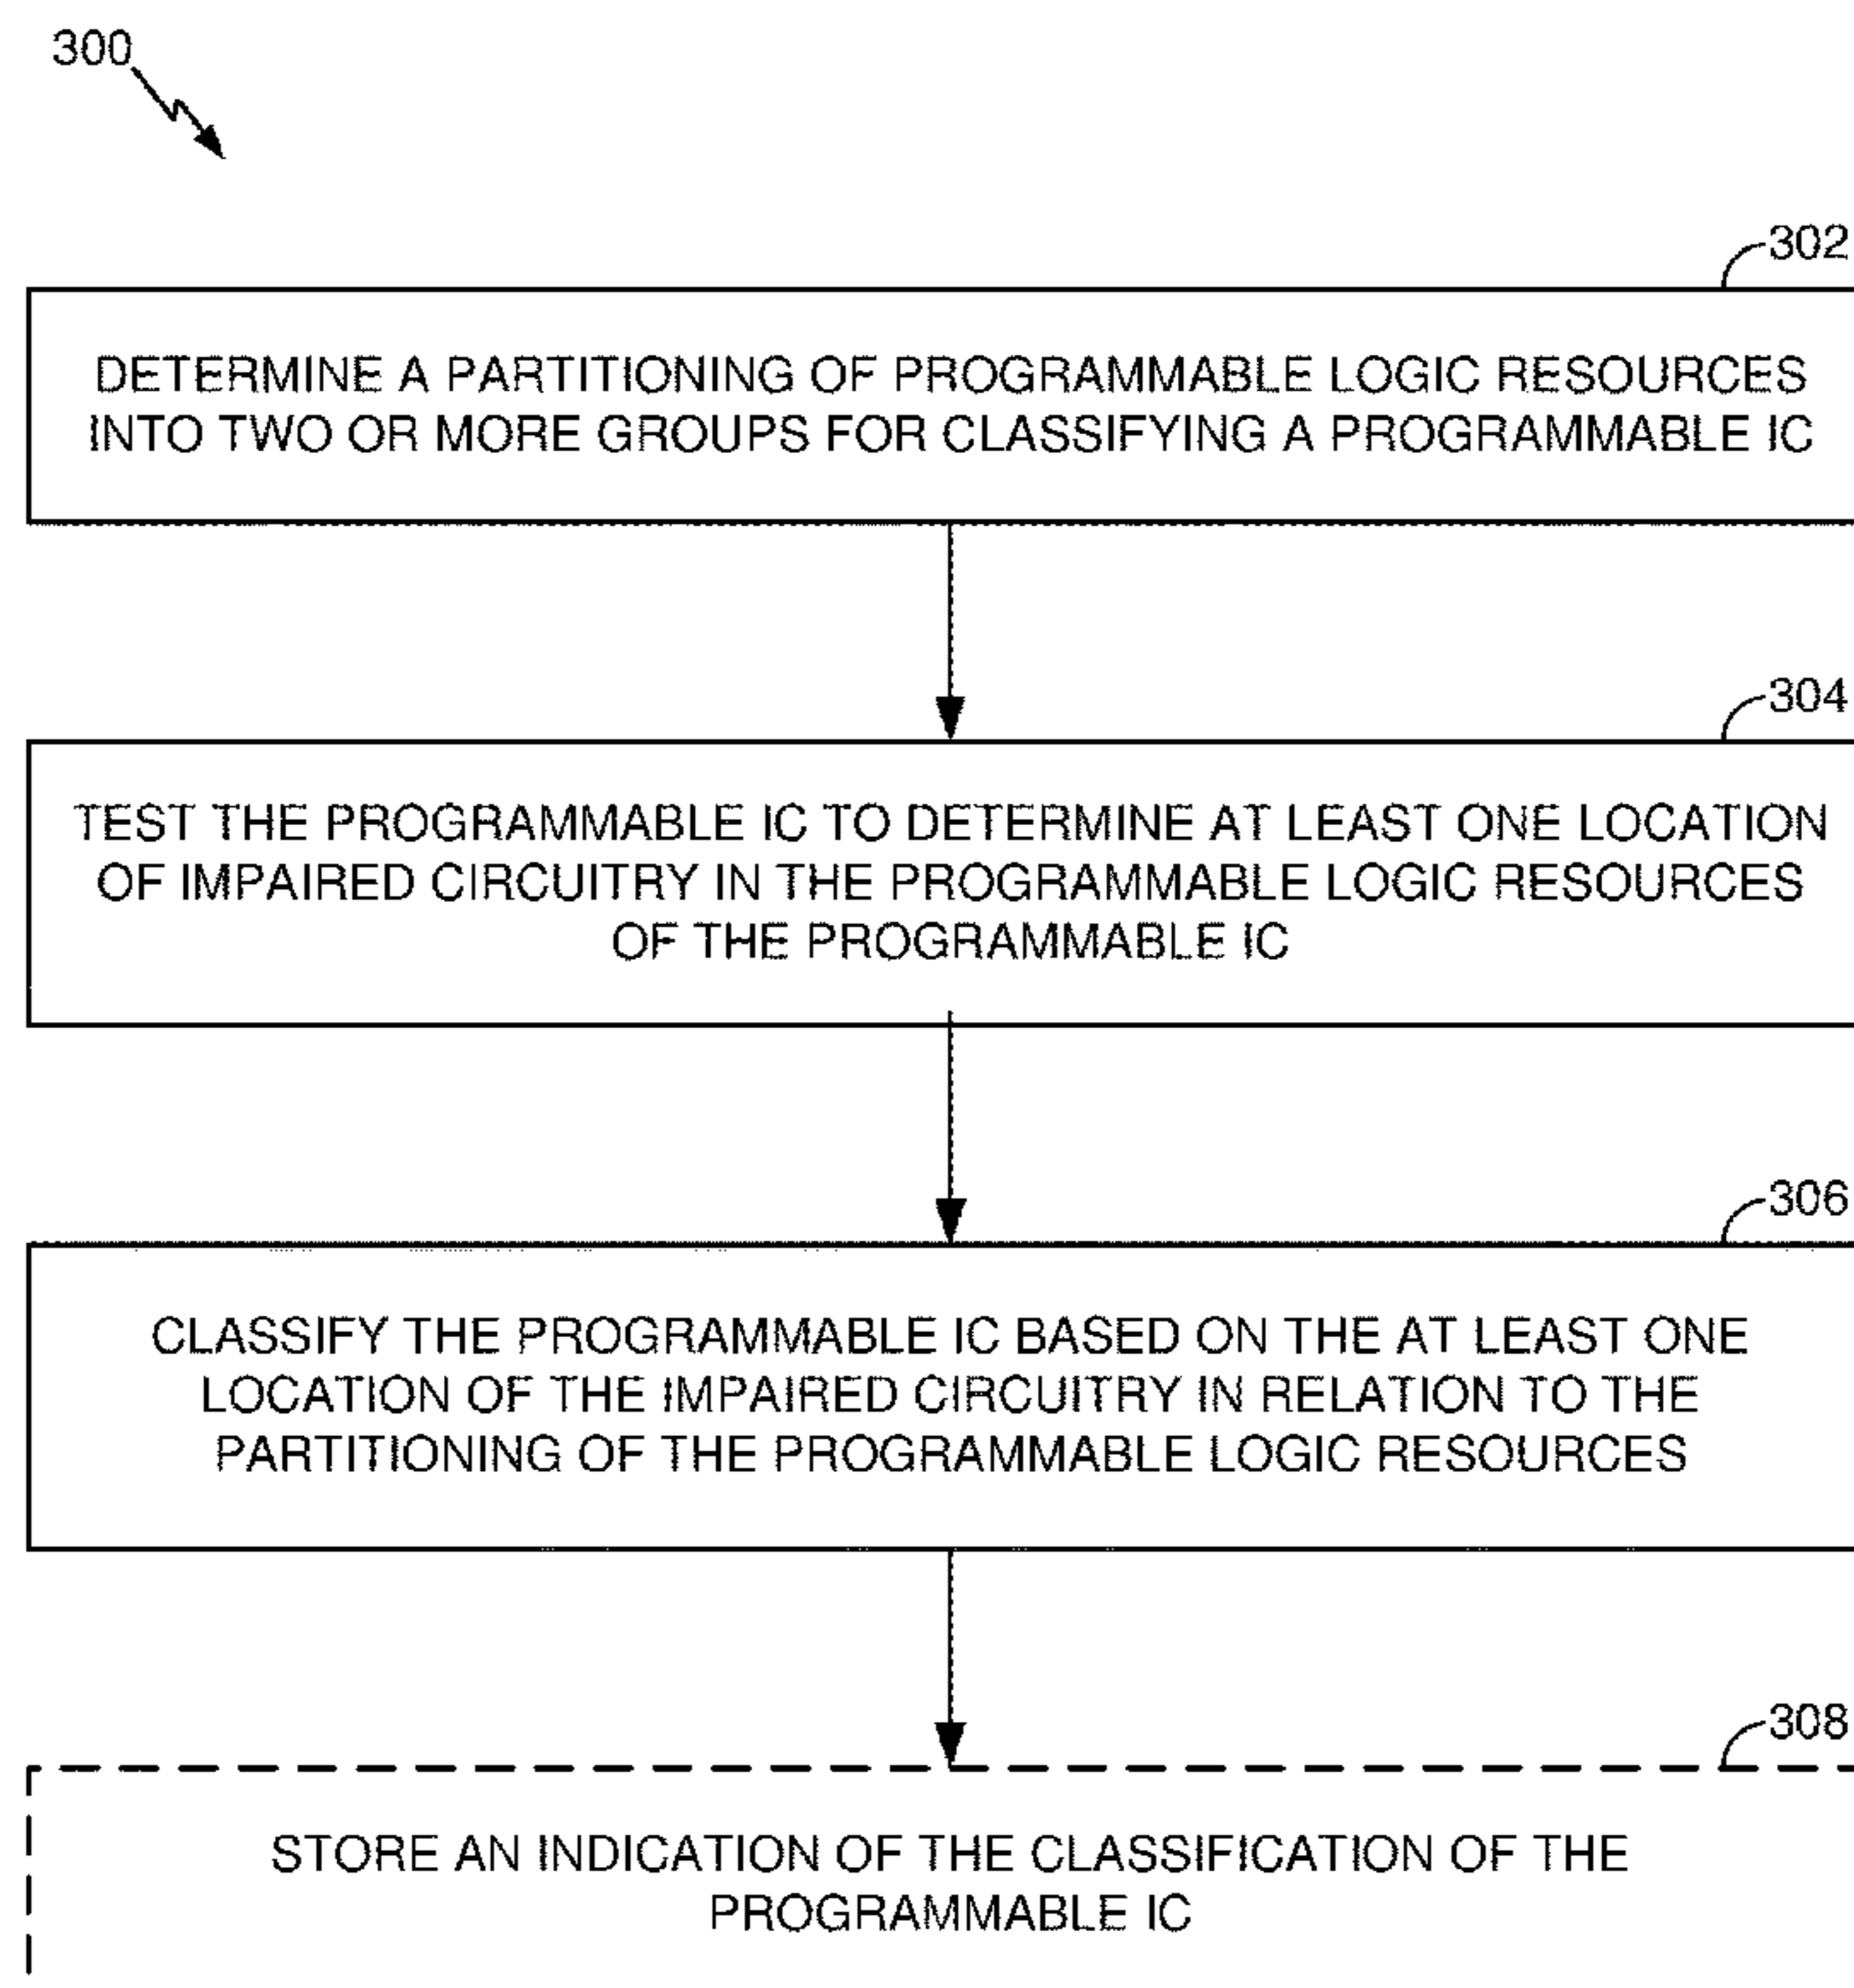 300
302
DETERMINE A PARTITIONING OF PROGRAMMABLE LOGIC RESOURCES
INTO TWO OR MORE GROUPS FOR CLASSIFYING A PROGRAMMABLE IC
304
TEST THE PROGRAMMABLE IC TO DETERMINE AT LEAST ONE LOCATION
OF IMPAIRED CIRCUITRY IN THE PROGRAMMABLE LOGIC RESOURCES
OF THE PROGRAMMABLE IC
306
CLASSIFY THE PROGRAMMABLE IC BASED ON THE AT LEAST ONE
LOCATION OF THE IMPAIRED CIRCUITRY IN RELATION TO THE
PARTITIONING OF THE PROGRAMMABLE LOGIC RESOURCES
308
STORE AN INDICATION OF THE CLASSIFICATION OF THE
PROGRAMMABLE IC